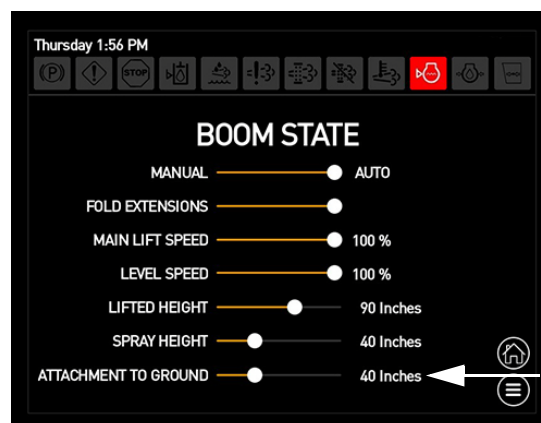 Thursday 1:56 PM
(P) STOP
BOOM STATE
MANUAL AUTO
FOLD EXTENSIONS
MAIN LIFT SPEED 100 %
LEVEL SPEED 100 %
LIFTED HEIGHT 90 Inches
SPRAY HEIGHT 40 Inches
ATTACHMENT TO GROUND 40 Inches